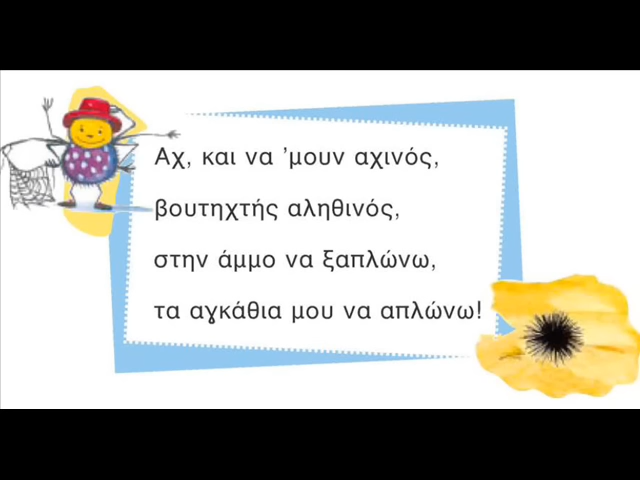 Αχ, και να ’μουν αχινός,
βουτηχτής αληθινός,
στην άμμο να ξαπλώνω,
τα αγκάθια μου να απλώνω!